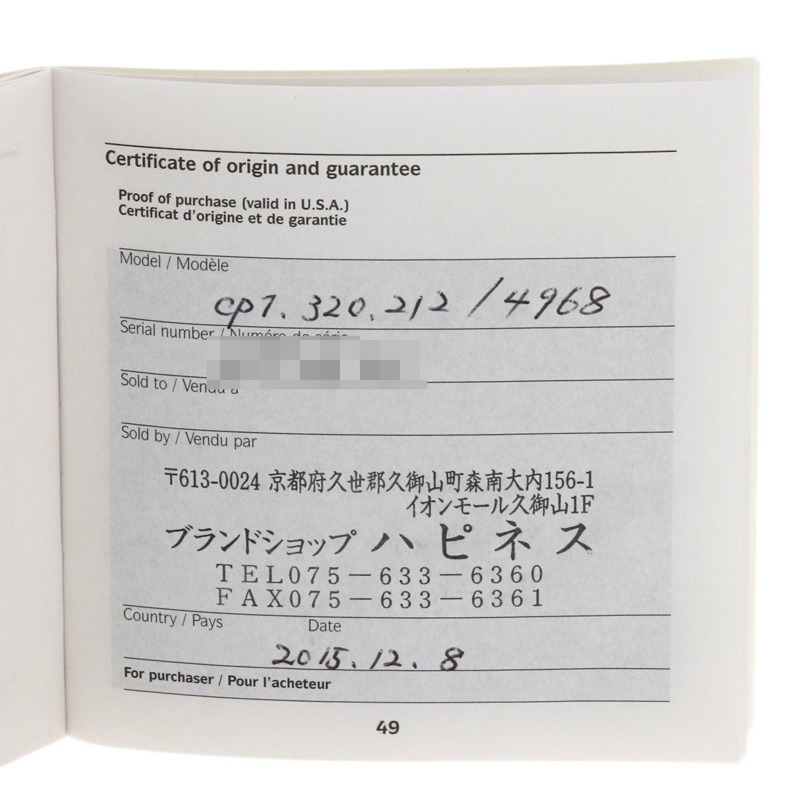 Certificate of origin and guarantee
Proof of purchase (valid in U.S.A.)
Certificat d'origine et de garantie
Model / Modèle
cp1. 320. 212 / 4968
Serial number / Numéro de série
Sold to / Vendu à
Sold by / Vendu par
〒613-0024 京都府久世郡久御山町森南大内156-1
イオンモール久御山1F
ブランドショップ ハピネス
TEL075－633－6360
FAX075－633－6361
Country / Pays Date
2015. 12. 8
For purchaser / Pour l'acheteur
49